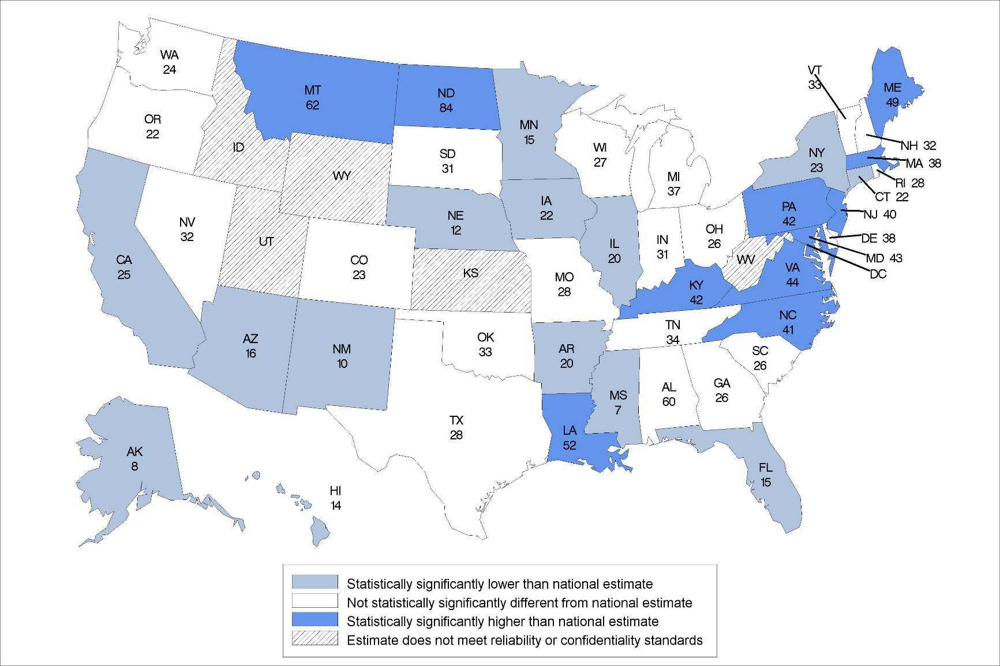 WA
24
OR
22
CA
25
NV
32
ID
MT
62
WY
UT
AZ
16
CO
23
NM
10
ND
84
SD
31
NE
12
KS
OK
33
TX
28
MN
15
IA
22
MO
28
AR
20
LA
52
WI
27
IL
20
MS
7
MI
37
IN
31
OH
26
KY
42
TN
34
AL
60
GA
26
FL
15
SC
26
NC
41
VA
44
WV
PA
42
NY
23
VT
33
ME
49
NH 32
MA 38
RI 28
CT 22
NJ 40
DE 38
MD 43
DC
AK
8
HI
14
Statistically significantly lower than national estimate
Not statistically significantly different from national estimate
Statistically significantly higher than national estimate
Estimate does not meet reliability or confidentiality standards